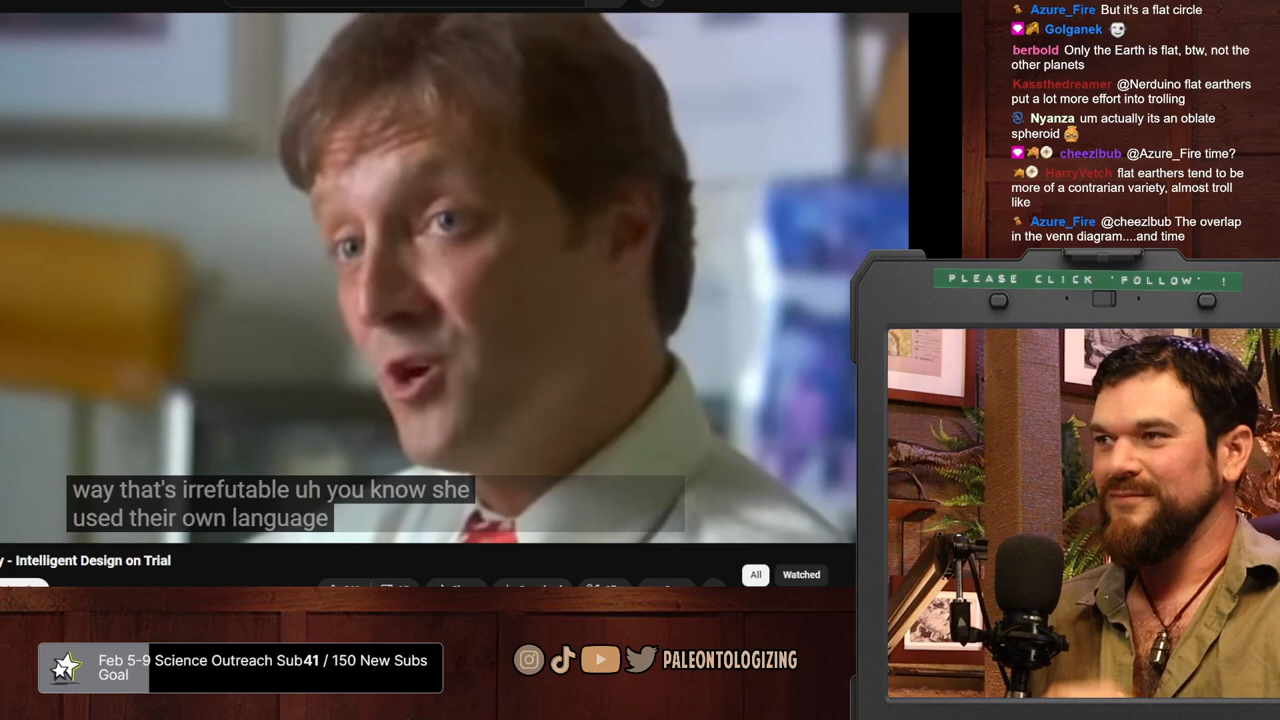 Azure_Fire But it's a flat circle
Golganek
berbold Only the Earth is flat, btw, not the
other planets
Kassthedreamer @Nerduino flat earthers
put a lot more effort into trolling
Nyanza um actually its an oblate
spheroid
cheezlbub @Azure_Fire time?
HarryVetch flat earthers tend to be
more of a contrarian variety, almost troll
like
Azure_Fire @cheezlbub The overlap
in the venn diagram....and time
PLEASE CLICK 'FOLLOW' !
way that's irrefutable uh you know she
used their own language
- Intelligent Design on Trial
All
Watched
Feb 5-9 Science Outreach Sub 41 / 150 New Subs
Goal
PALEONTOLOGIZING